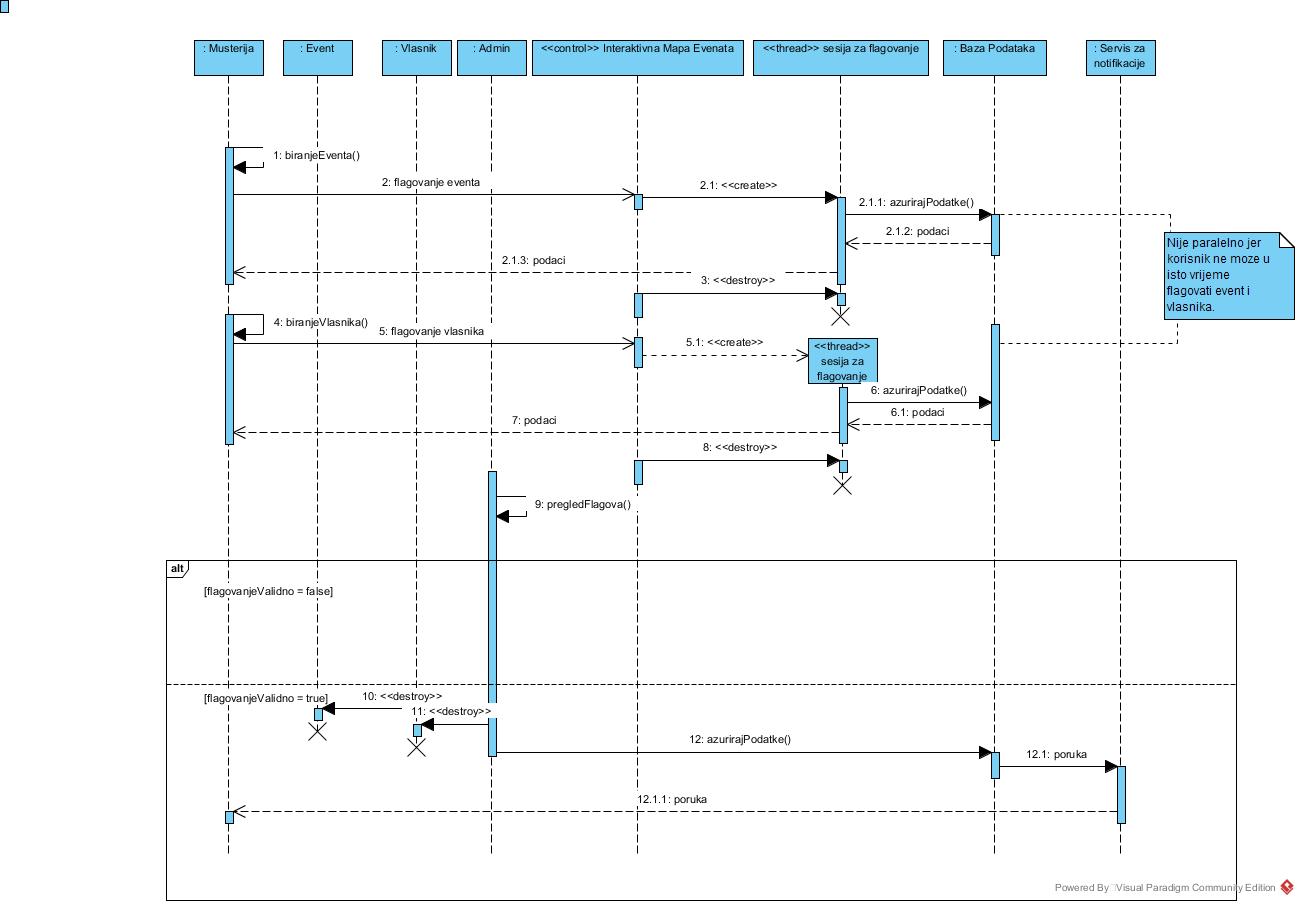 : Musterija
: Event
: Vlasnik
: Admin
<<control>> Interaktivna Mapa Evenata
<<thread>> sesija za flagovanje
: Baza Podataka
: Servis za
notifikacije
1: biranjeEventa()
2: flagovanje eventa
2.1: <<create>>
2.1.1: azurirajPodatke()
2.1.2: podaci
2.1.3: podaci
Nije paralelno jer
korisnik ne moze u
isto vrijeme
flagovati event i
vlasnika.
3: <<destroy>>
4: biranjeVlasnika()
5: flagovanje vlasnika
5.1: <<create>>
<<thread>>
sesija za
flagovanje
6: azurirajPodatke()
6.1: podaci
7: podaci
8: <<destroy>>
9: pregledFlagova()
alt
[flagovanjeValidno = false]
[flagovanjeValidno = true]
10: <<destroy>>
11: <<destroy>>
12: azurirajPodatke()
12.1: poruka
12.1.1: poruka
Powered By Visual Paradigm Community Edition